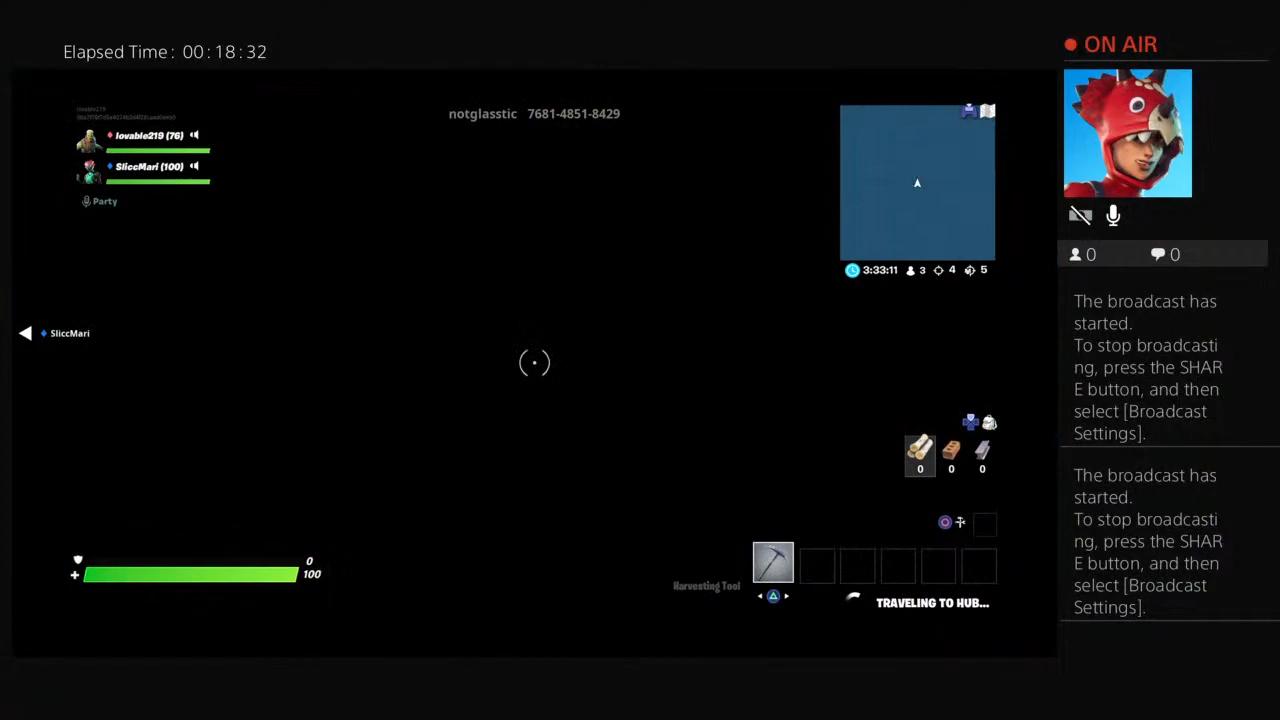 Elapsed Time: 00:18:32
ON AIR
lovable219
notglasstic 7681-4851-8429
lovable219 (76)
SliccMari (100)
Party
3:33:11 3 4 5
0 0
SliccMari
The broadcast has
started.
To stop broadcasti
ng, press the SHAR
E button, and then
select [Broadcast
Settings].
0 0 0
The broadcast has
started.
To stop broadcasti
ng, press the SHAR
E button, and then
select [Broadcast
Settings].
0
100
Harvesting Tool
TRAVELING TO HUB...